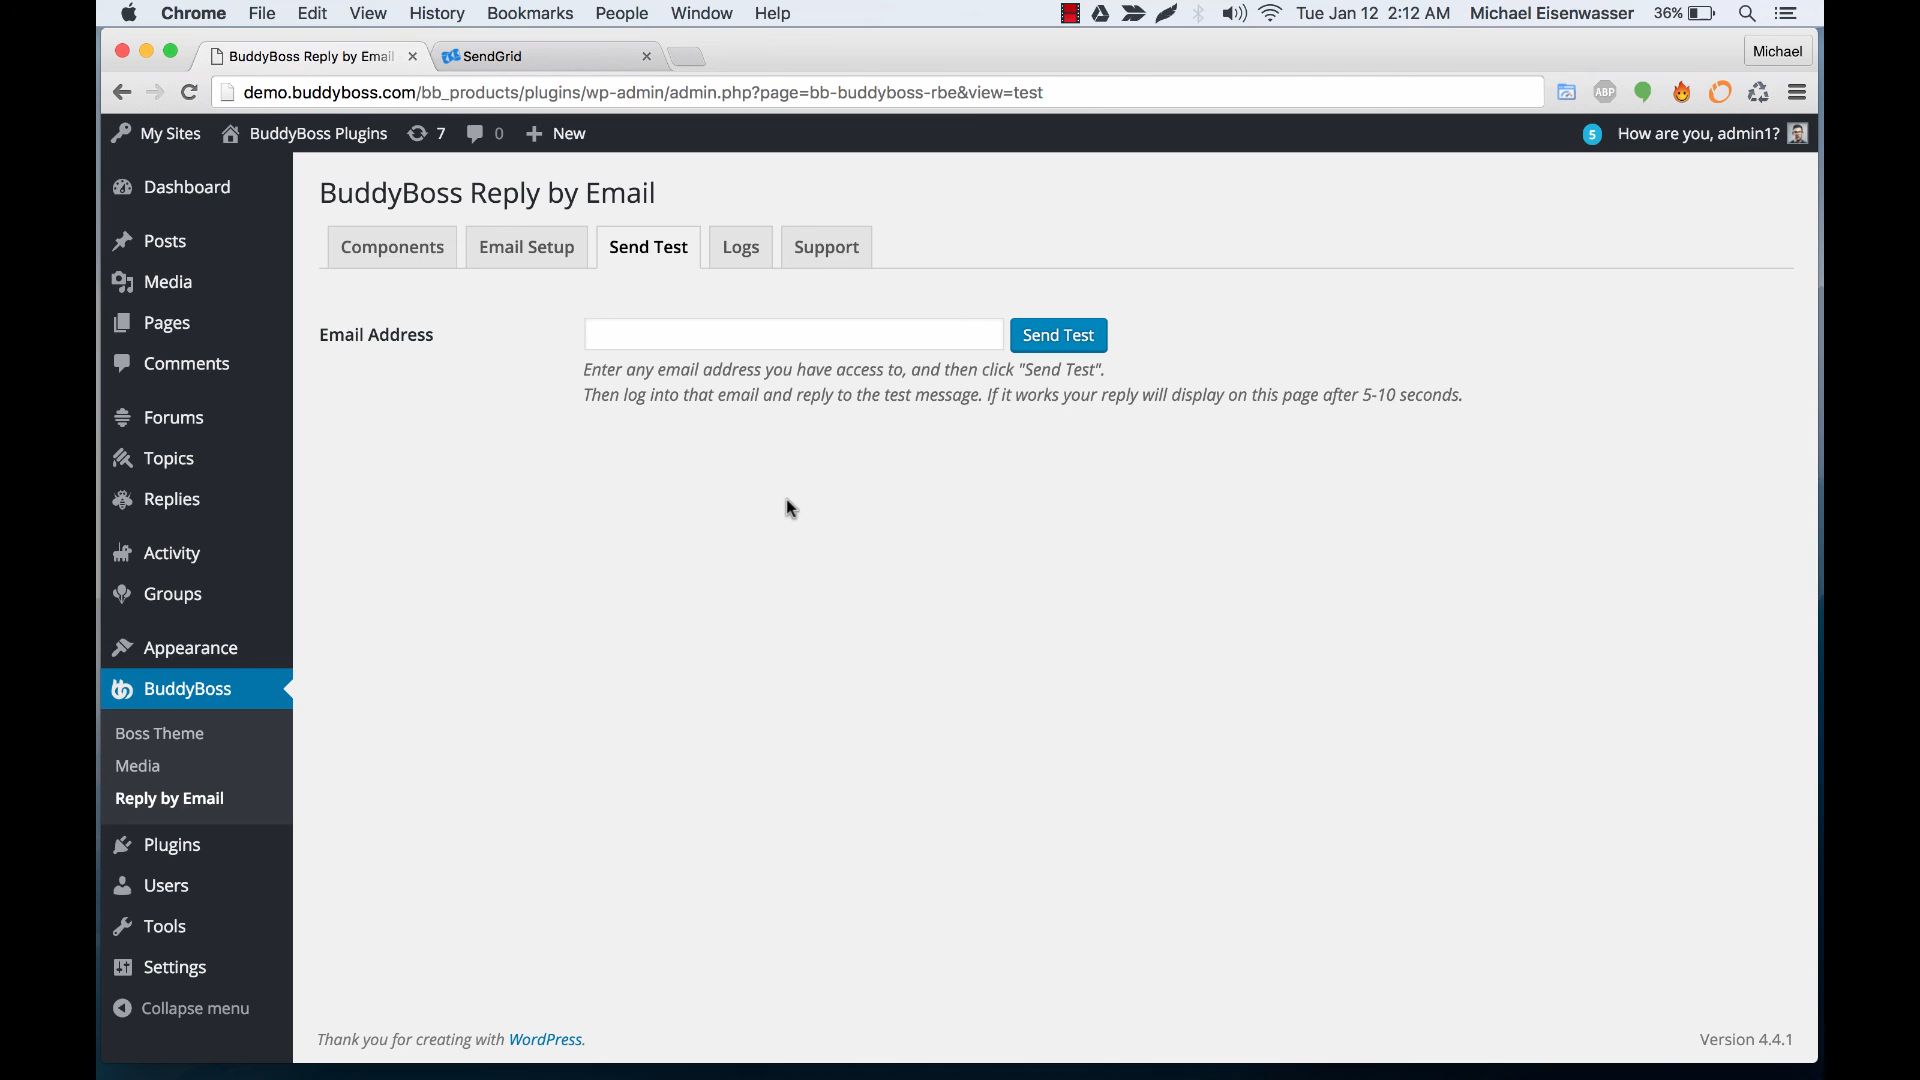 Chrome File Edit View History Bookmarks People Window Help Tue Jan 12 2:12 AM Michael Eisenwasser 36%
BuddyBoss Reply by Email SendGrid Michael
demo.buddyboss.com/bb_products/plugins/wp-admin/admin.php?page=bb-buddyboss-rbe&view=test ABP
My Sites BuddyBoss Plugins 7 0 New 5 How are you, admin1?
Dashboard
Posts
Media
Pages
Comments
Forums
Topics
Replies
Activity
Groups
Appearance
BuddyBoss
Boss Theme
Media
Reply by Email
Plugins
Users
Tools
Settings
Collapse menu
BuddyBoss Reply by Email
Components Email Setup Send Test Logs Support
Email Address Send Test
Enter any email address you have access to, and then click "Send Test".
Then log into that email and reply to the test message. If it works your reply will display on this page after 5-10 seconds.
Thank you for creating with WordPress. Version 4.4.1